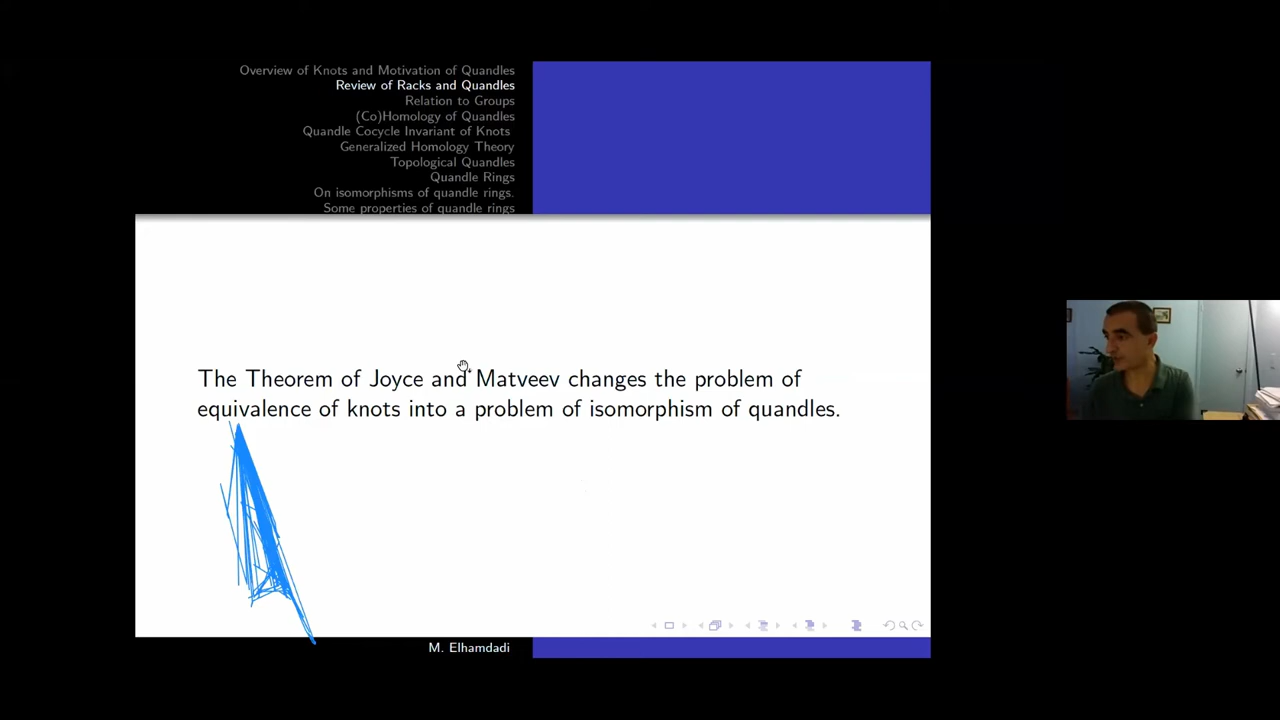 Overview of Knots and Motivation of Quandles
Review of Racks and Quandles
Relation to Groups
(Co)Homology of Quandles
Quandle Cocycle Invariant of Knots
Generalized Homology Theory
Topological Quandles
Quandle Rings
On isomorphisms of quandle rings.
Some properties of quandle rings
The Theorem of Joyce and Matveev changes the problem of
equivalence of knots into a problem of isomorphism of quandles.
M. Elhamdadi